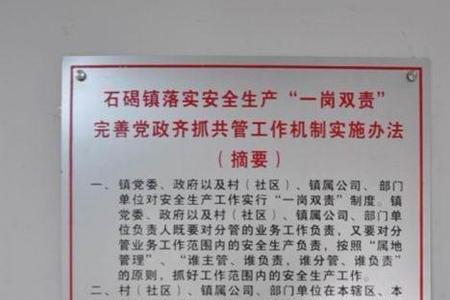 石碣镇落实安全生产“一岗双责”
完善党政齐抓共管工作机制实施办法
（摘要）
一、镇党委、政府以及村（社区）、镇属公司、部门
单位对安全生产工作实行“一岗双责”制度。镇
党委、政府以及村（社区）、镇属公司、部门单
位负责人既要对分管的业务工作负责，又要对分
管业务工作范围内的安全生产负责，按照“属地
管理”、“谁主管、谁负责，谁分管、谁负责”
的原则，抓好工作范围内的安全生产工作。
二、村（社区）、镇属公司、部门单位在本辖区、本